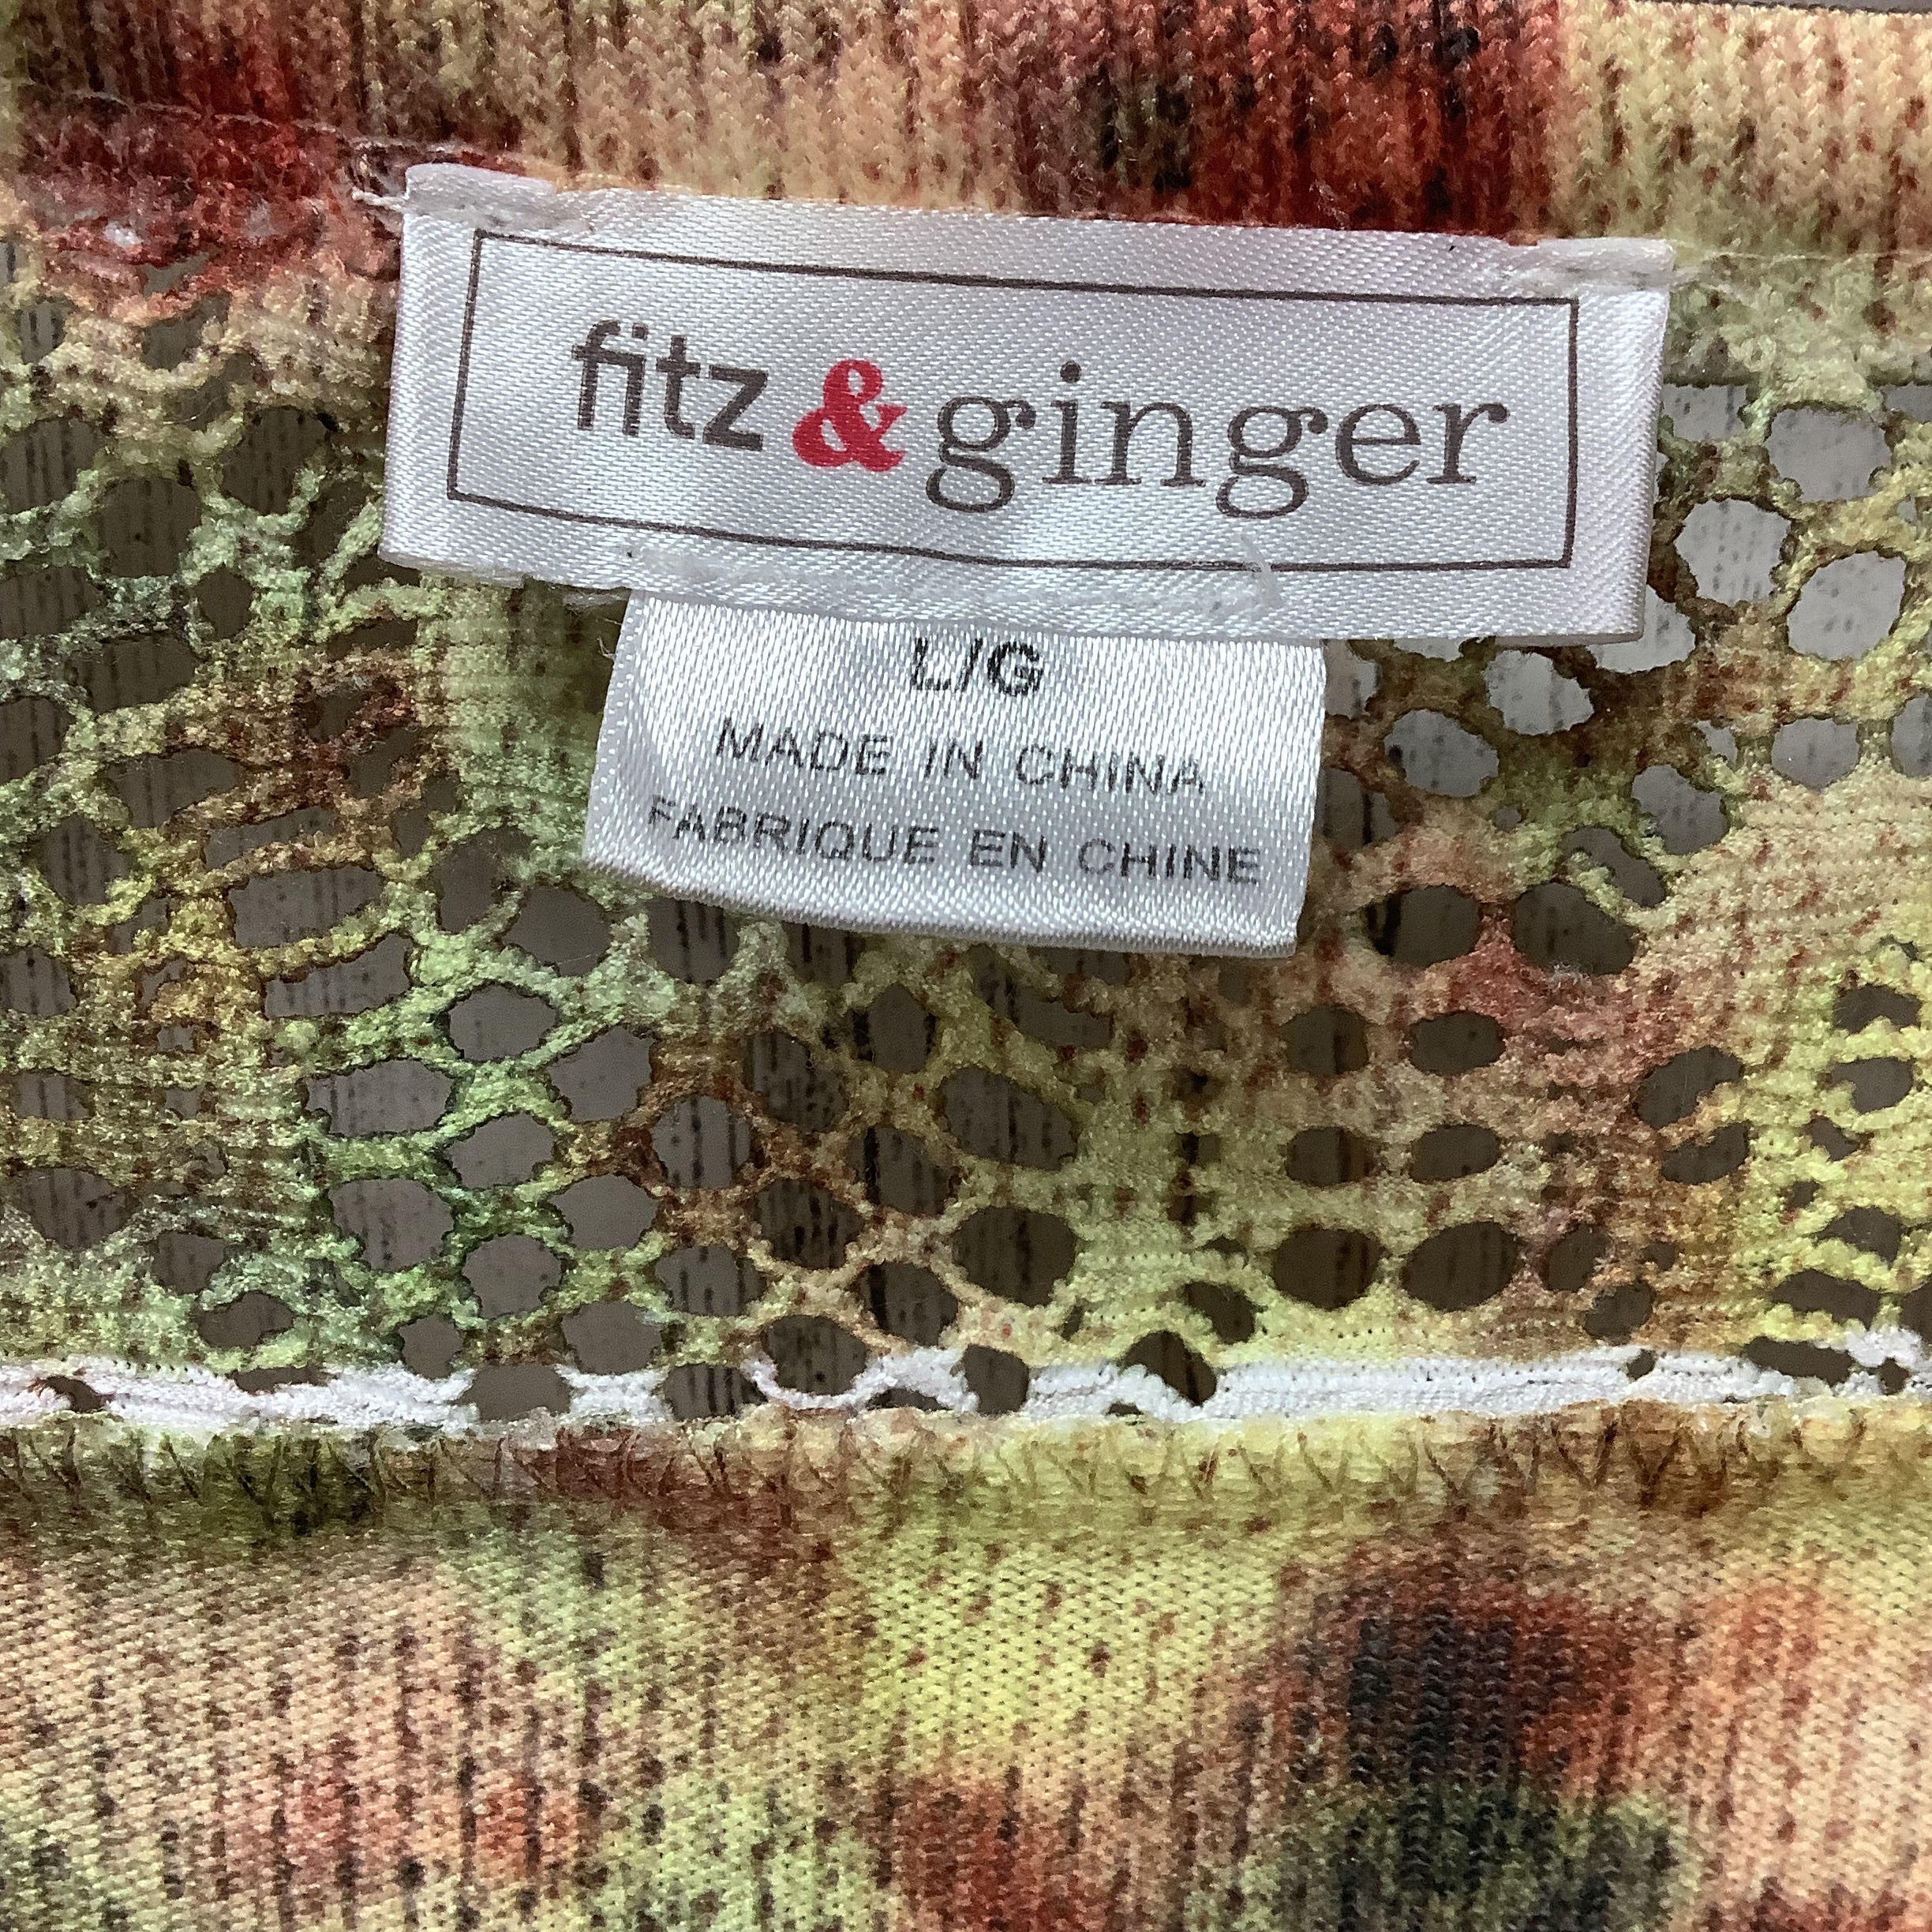 fitz & ginger
L/G
MADE IN CHINA
FABRIQUE EN CHINE